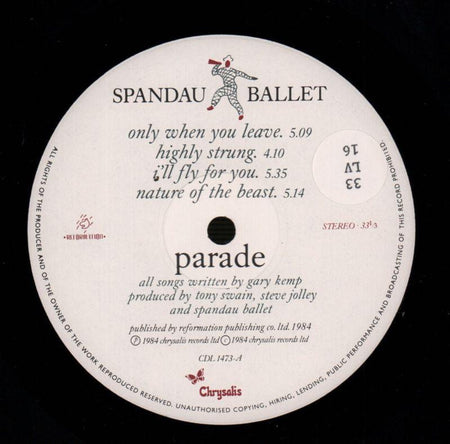 SPANDAU BALLET
only when you leave. 5.09
highly strung. 4.10
i'll fly for you. 5.35
nature of the beast. 5.14
33
LV
16
REFORMATION
STEREO · 33⅓
parade
all songs written by gary kemp
produced by tony swain, steve jolley
and spandau ballet
published by reformation publishing co. ltd. 1984
Ⓟ 1984 chrysalis records ltd © 1984 chrysalis records ltd
CDL 1473-A
Chrysalis
ALL RIGHTS OF THE PRODUCER AND OF THE OWNER OF THE WORK REPRODUCED RESERVED. UNAUTHORISED COPYING, HIRING, LENDING, PUBLIC PERFORMANCE AND BROADCASTING OF THIS RECORD PROHIBITED.